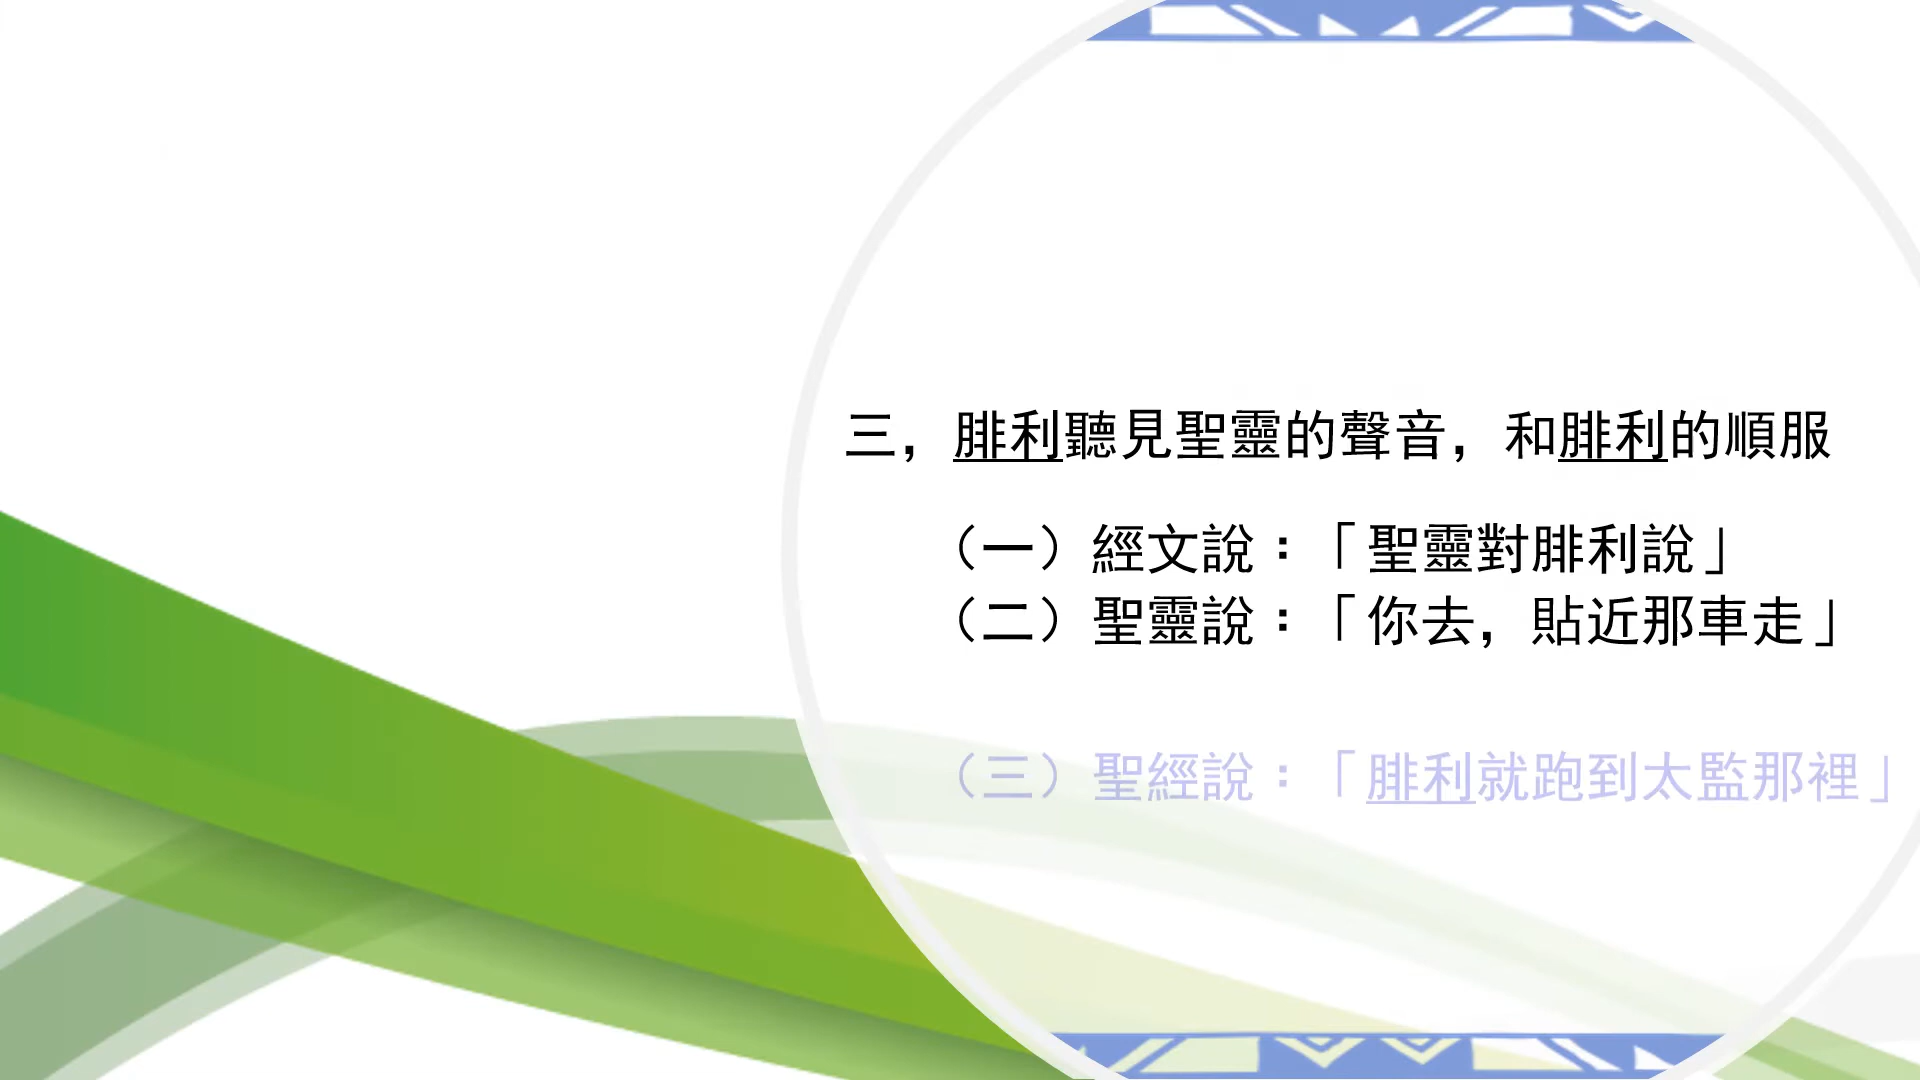 三，腓利聽見聖靈的聲音，和腓利的順服
（一）經文說：「聖靈對腓利說」
（二）聖靈說：「你去，貼近那車走」
（三）聖經說：「腓利就跑到太監那裡」